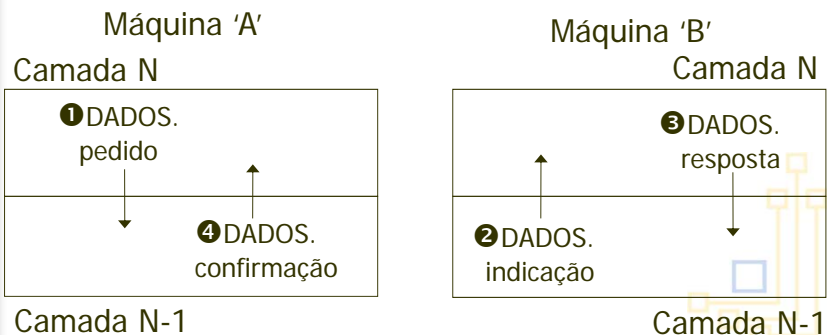 Máquina ‘A’
Camada N
❶DADOS.
pedido
❹DADOS.
confirmação
Camada N-1
Máquina ‘B’
Camada N
❸DADOS.
resposta
❷DADOS.
indicação
Camada N-1